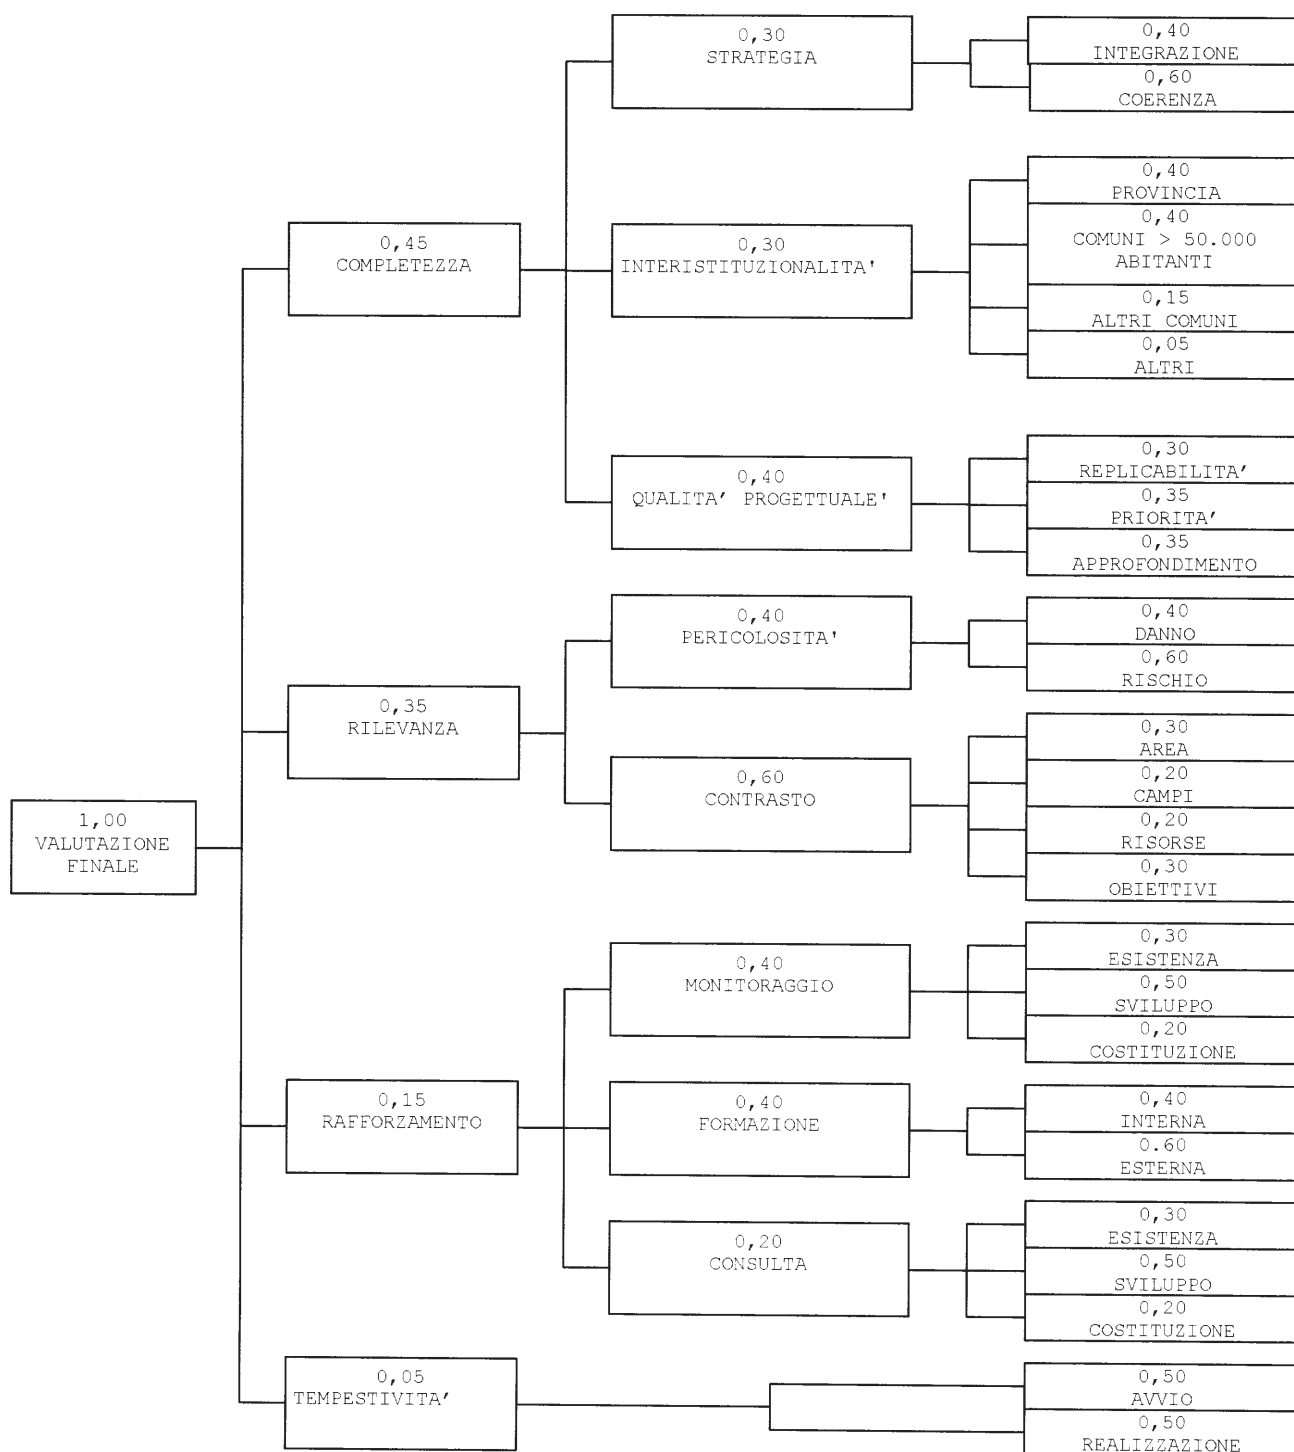 0,30
STRATEGIA
0,40
INTEGRAZIONE
0,60
COERENZA
0,45
COMPLETEZZA
0,30
INTERISTITUZIONALITA'
0,40
PROVINCIA
0,40
COMUNI > 50.000
ABITANTI
0,15
ALTRI COMUNI
0,05
ALTRI
0,40
QUALITA’ PROGETTUALE'
0,30
REPLICABILITA’
0,35
PRIORITA’
0,35
APPROFONDIMENTO
0,35
RILEVANZA
0,40
PERICOLOSITA'
0,40
DANNO
0,60
RISCHIO
0,60
CONTRASTO
0,30
AREA
0,20
CAMPI
0,20
RISORSE
0,30
OBIETTIVI
1,00
VALUTAZIONE
FINALE
0,15
RAFFORZAMENTO
0,40
MONITORAGGIO
0,30
ESISTENZA
0,50
SVILUPPO
0,20
COSTITUZIONE
0,40
FORMAZIONE
0,40
INTERNA
0.60
ESTERNA
0,20
CONSULTA
0,30
ESISTENZA
0,50
SVILUPPO
0,20
COSTITUZIONE
0,05
TEMPESTIVITA’
0,50
AVVIO
0,50
REALIZZAZIONE